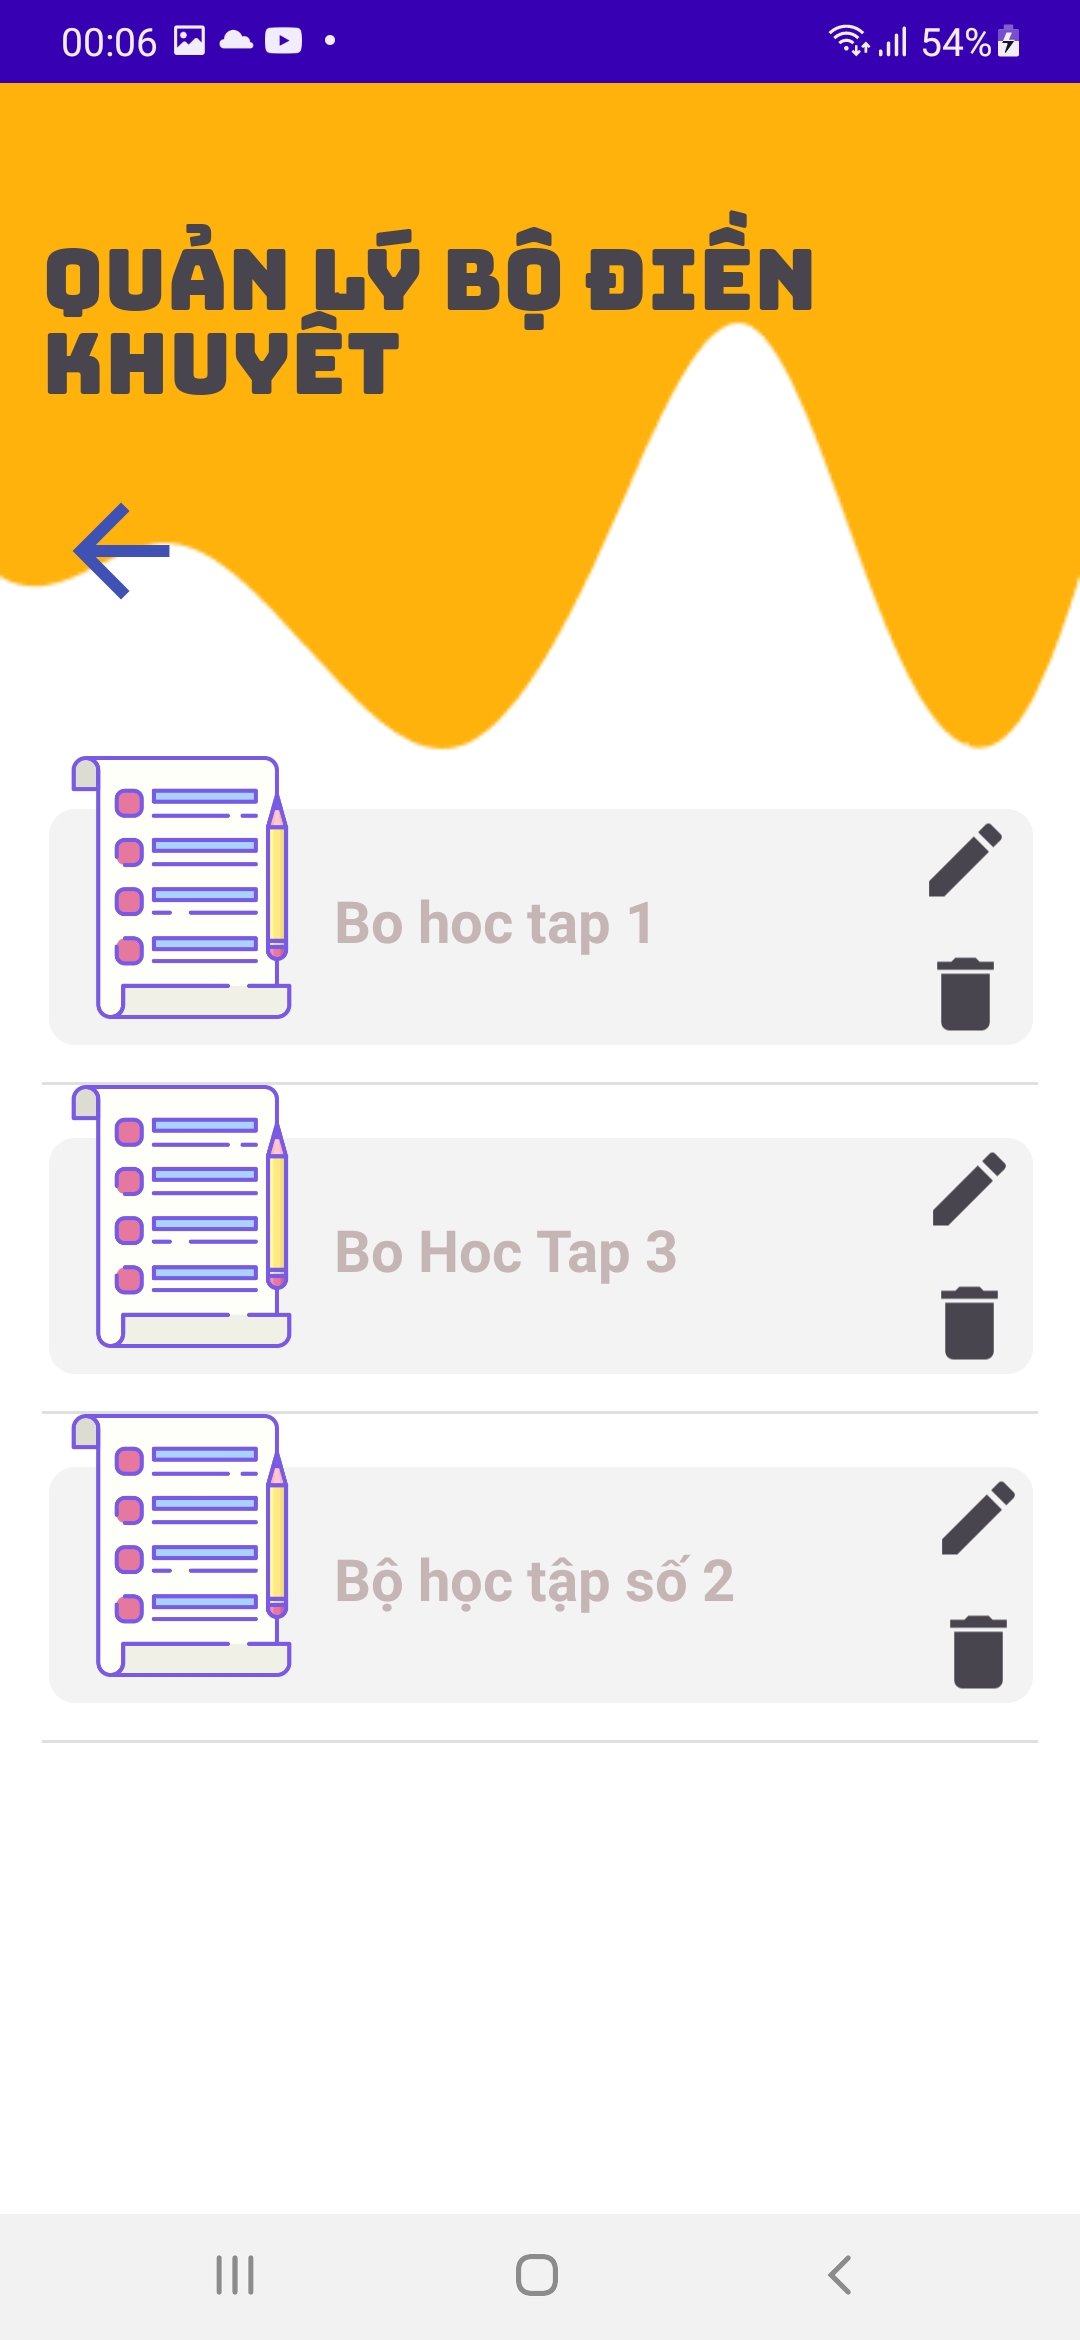 00:06
54%
QUẢN LÝ BỘ ĐIỀN
KHUYẾT
Bo hoc tap 1
Bo Hoc Tap 3
Bộ học tập số 2